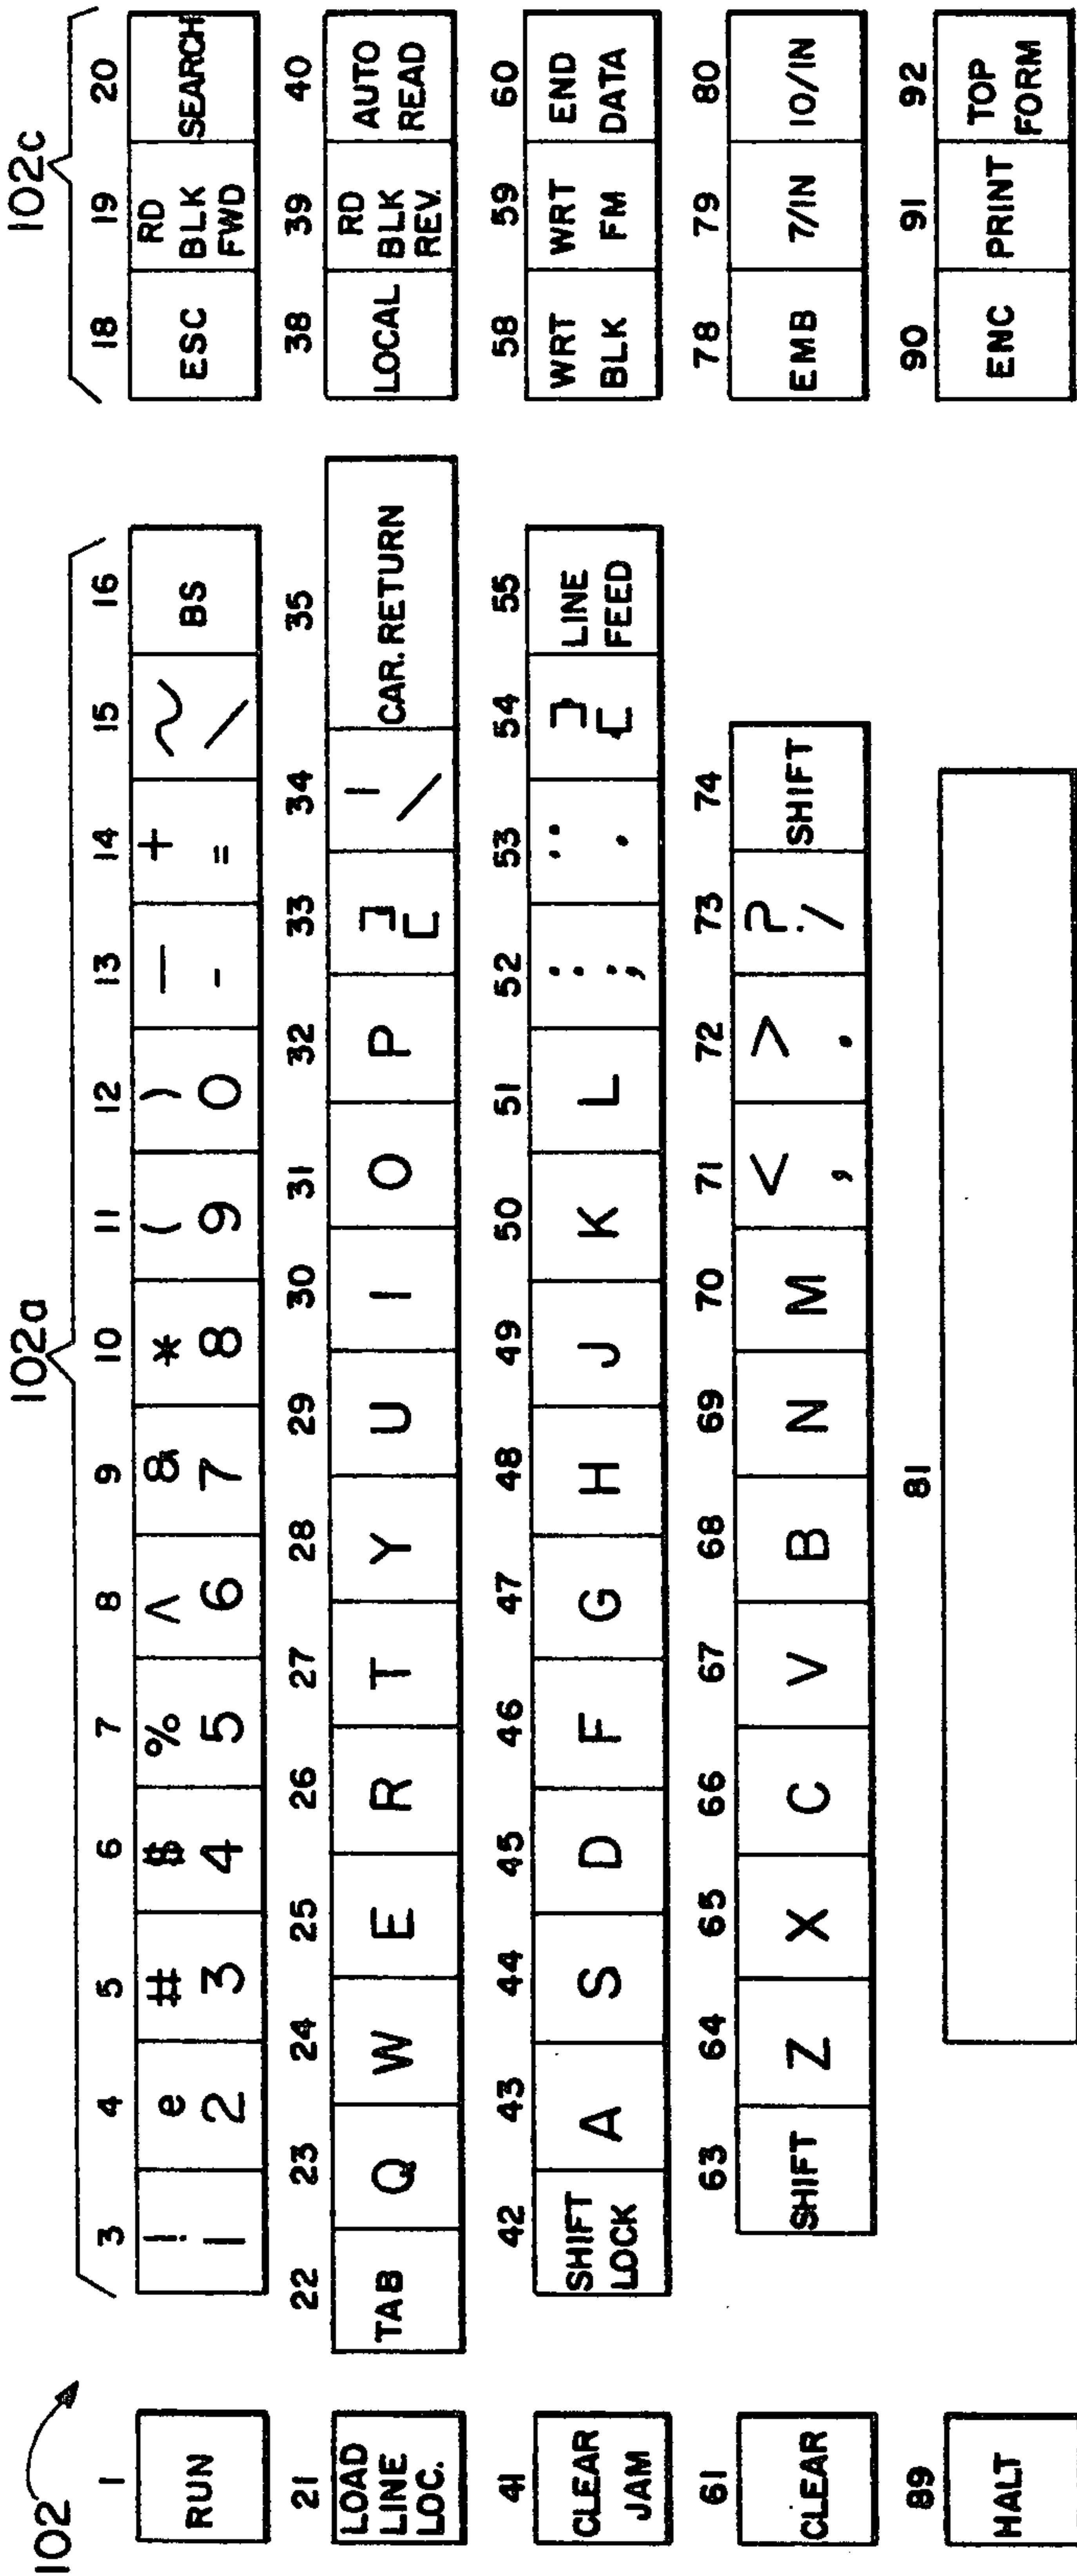 102
102a
102c
1 3 4 5 6 7 8 9 10 11 12 13 14 15 16 18 19 20
RUN
! 1
e 2
# 3
$ 4
% 5
^ 6
& 7
* 8
( 9
) 0
— -
+ =
~ /
BS
ESC
RD BLK FWD
SEARCH
21 22 23 24 25 26 27 28 29 30 31 32 33 34 35 38 39 40
LOAD LINE LOC.
TAB Q W E R T Y U I O P
] [
| \
CAR. RETURN
LOCAL
RD BLK REV.
AUTO READ
41 42 43 44 45 46 47 48 49 50 51 52 53 54 55 58 59 60
CLEAR JAM
SHIFT LOCK
A S D F G H J K L
: ;
} {
LINE FEED
WRT BLK
WRT FM
END DATA
61 63 64 65 66 67 68 69 70 71 72 73 74 78 79 80
CLEAR
SHIFT Z X C V B N M
< ,
> .
? /
SHIFT
EMB
7/IN
10/IN
89 81 90 91 92
HALT
ENC
PRINT
TOP FORM